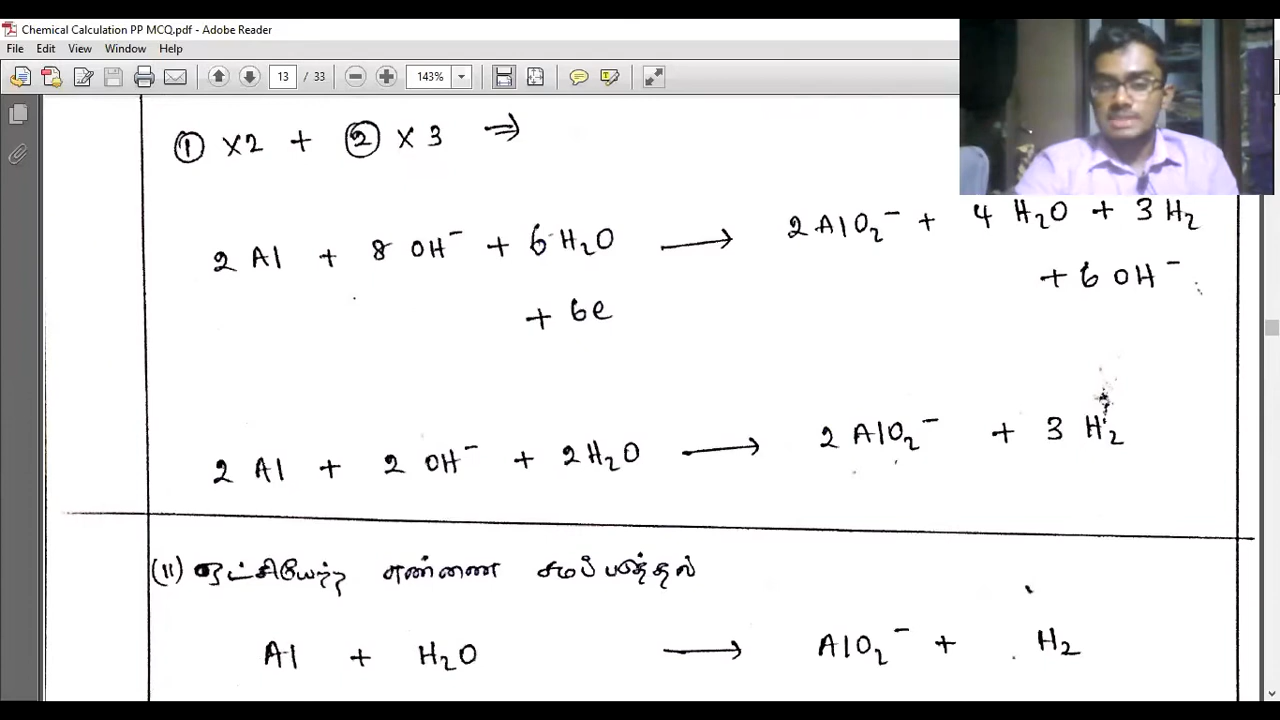 Chemical Calculation PP MCQ.pdf - Adobe Reader
File Edit View Window Help
13 / 33 143%
① ×2 + ② × 3 ⇒
2 Al + 8 OH⁻ + 6 H₂O → 2 AlO₂⁻ + 4 H₂O + 3 H₂
+ 6e + 6 OH⁻
2 Al + 2 OH⁻ + 2 H₂O → 2 AlO₂⁻ + 3 H₂
(II) ஒட்சியேற்ற எண்ணை சமப்படுத்தல்
Al + H₂O → AlO₂⁻ + H₂